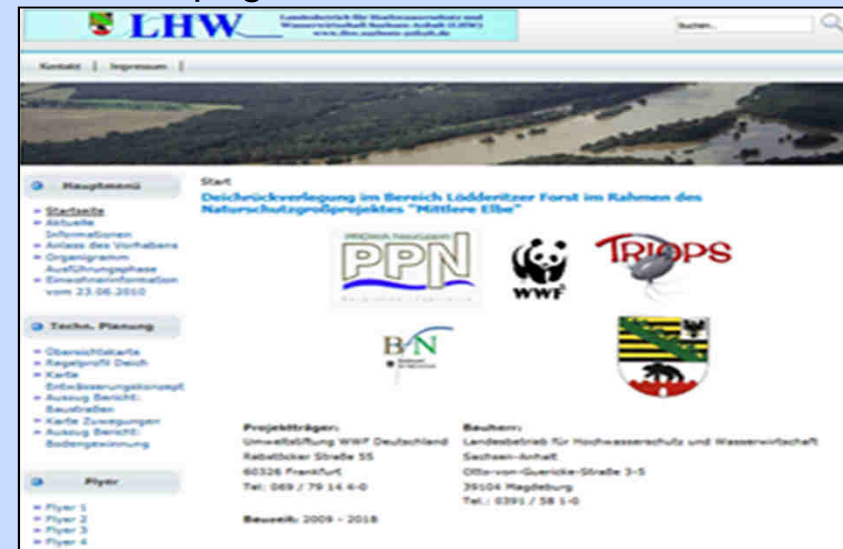 LHW
Landesbetrieb für Hochwasserschutz und
Wasserwirtschaft Sachsen-Anhalt (LHW)
www.lhw.sachsen-anhalt.de
Suchen...
Kontakt | Impressum |
Hauptmenü
Startseite
Aktuelle
Informationen
Anlass des Vorhabens
Organigramm
Ausführungsphase
Einwohnerinformation
vom 23.06.2010
Techn. Planung
Übersichtskarte
Regelprofil Deich
Karte
Entwässerungskonzept
Auszug Bericht:
Baustraßen
Karte Zuwegungen
Auszug Bericht:
Bodengewinnung
Flyer
Flyer 1
Flyer 2
Flyer 3
Flyer 4
Start
Deichrückverlegung im Bereich Lödderitzer Forst im Rahmen des
Naturschutzgroßprojektes "Mittlere Elbe"
PPN
WWF
TRIOPS
BfN
Projektträger:
Umweltstiftung WWF Deutschland
Rebstöcker Straße 55
60326 Frankfurt
Tel: 069 / 79 14 4-0
Bauzeit: 2009 - 2018
Bauherr:
Landesbetrieb für Hochwasserschutz und Wasserwirtschaft
Sachsen-Anhalt
Otto-von-Guericke-Straße 3-5
39104 Magdeburg
Tel.: 0391 / 58 1-0